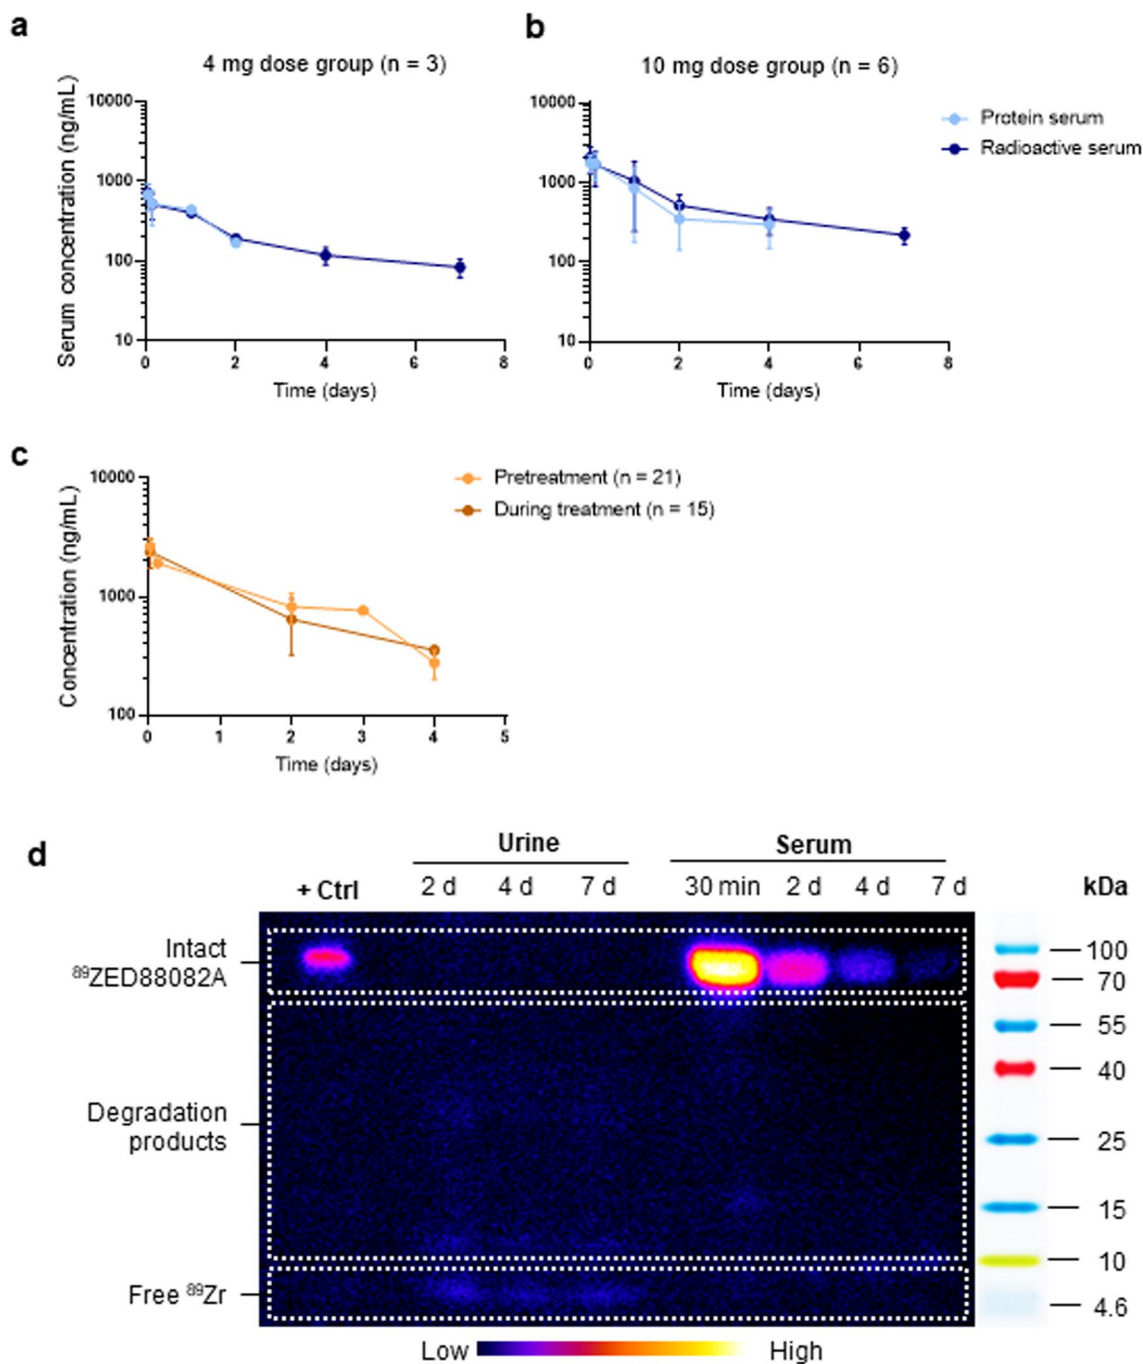 a
4 mg dose group (n = 3)
Serum concentration (ng/mL)
10000
1000
100
10
0 2 4 6 8
Time (days)
b
10 mg dose group (n = 6)
10000
1000
100
10
0 2 4 6 8
Time (days)
Protein serum
Radioactive serum
c
Concentration (ng/mL)
10000
1000
100
0 1 2 3 4 5
Time (days)
Pretreatment (n = 21)
During treatment (n = 15)
d
Urine Serum
+ Ctrl 2 d 4 d 7 d 30 min 2 d 4 d 7 d kDa
Intact
⁸⁹ZED88082A
Degradation
products
Free ⁸⁹Zr
100
70
55
40
25
15
10
4.6
Low High